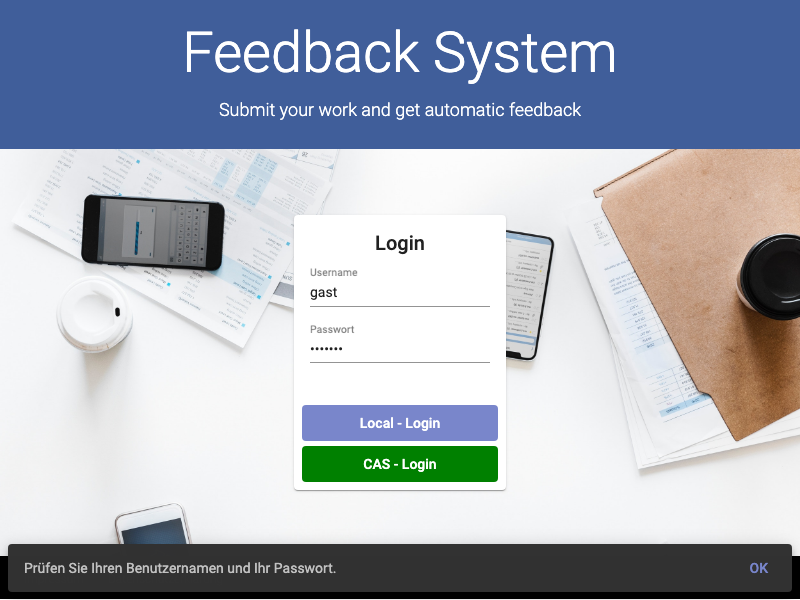 Feedback System
Submit your work and get automatic feedback
Login
Username
gast
Passwort
•••••••
Local - Login
CAS - Login
Prüfen Sie Ihren Benutzernamen und Ihr Passwort.
OK